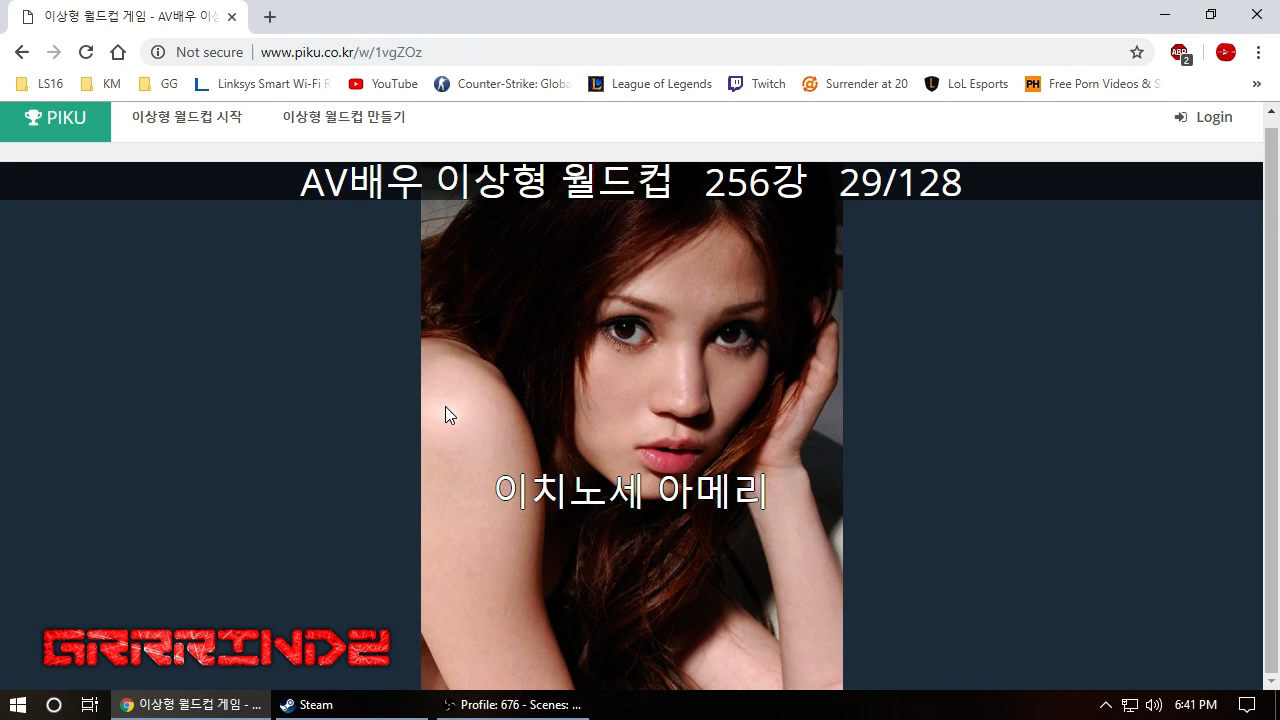 이상형 월드컵 게임 - AV배우 이상
Not secure www.piku.co.kr/w/1vgZOz
ABP 2
LS16 KM GG Linksys Smart Wi-Fi R YouTube Counter-Strike: Globa League of Legends Twitch Surrender at 20 LoL Esports PH Free Porn Videos & S
PIKU 이상형 월드컵 시작 이상형 월드컵 만들기 Login
AV배우 이상형 월드컵 256강 29/128
이치노세 아메리
GRRRINDZ
이상형 월드컵 게임 - ... Steam Profile: 676 - Scenes: ... 6:41 PM